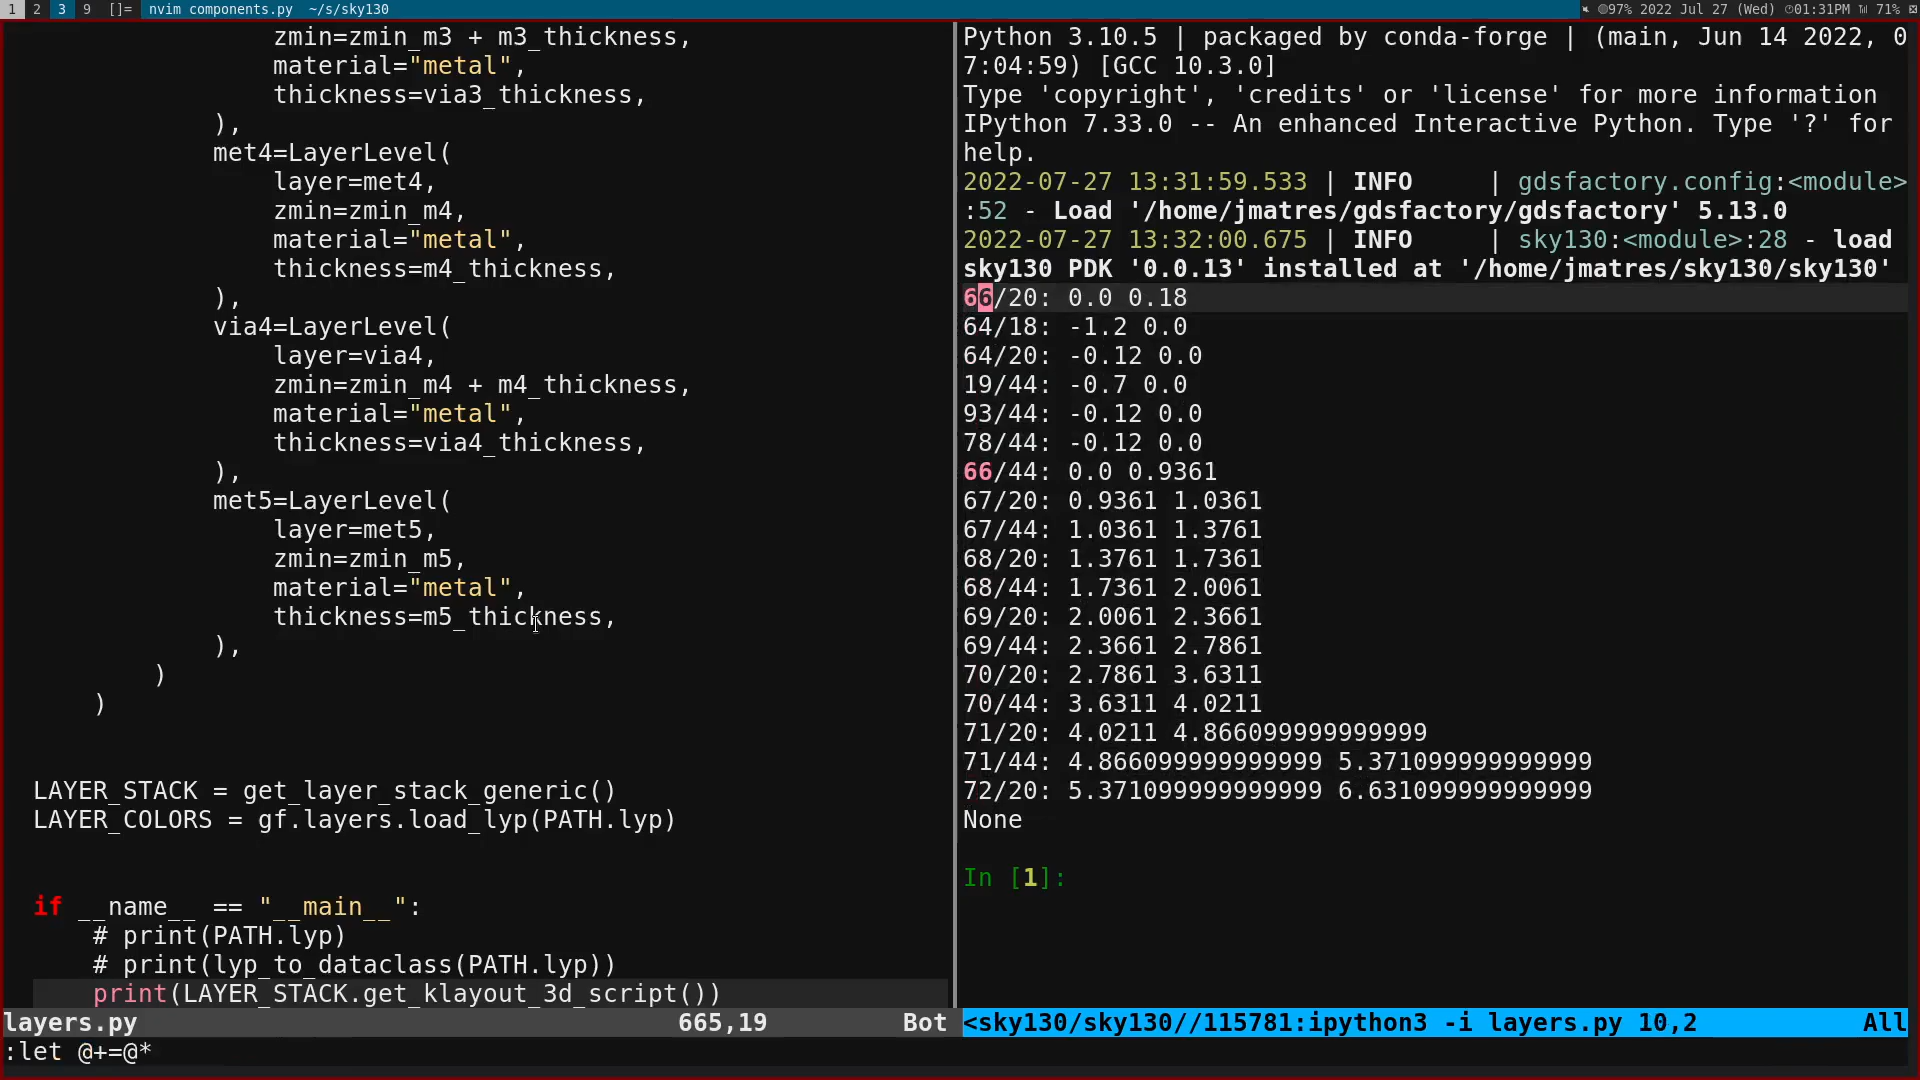 1 2 3 9 []= nvim components.py ~/s/sky130 97% 2022 Jul 27 (Wed) 01:31PM 71%
zmin=zmin_m3 + m3_thickness,
material="metal",
thickness=via3_thickness,
),
met4=LayerLevel(
layer=met4,
zmin=zmin_m4,
material="metal",
thickness=m4_thickness,
),
via4=LayerLevel(
layer=via4,
zmin=zmin_m4 + m4_thickness,
material="metal",
thickness=via4_thickness,
),
met5=LayerLevel(
layer=met5,
zmin=zmin_m5,
material="metal",
thickness=m5_thickness,
),
)
)
LAYER_STACK = get_layer_stack_generic()
LAYER_COLORS = gf.layers.load_lyp(PATH.lyp)
if __name__ == "__main__":
# print(PATH.lyp)
# print(lyp_to_dataclass(PATH.lyp))
print(LAYER_STACK.get_klayout_3d_script())
layers.py 665,19 Bot
:let @+=@*
Python 3.10.5 | packaged by conda-forge | (main, Jun 14 2022, 0
7:04:59) [GCC 10.3.0]
Type 'copyright', 'credits' or 'license' for more information
IPython 7.33.0 -- An enhanced Interactive Python. Type '?' for
help.
2022-07-27 13:31:59.533 | INFO     | gdsfactory.config:<module>
:52 - Load '/home/jmatres/gdsfactory/gdsfactory' 5.13.0
2022-07-27 13:32:00.675 | INFO     | sky130:<module>:28 - load
sky130 PDK '0.0.13' installed at '/home/jmatres/sky130/sky130'
66/20: 0.0 0.18
64/18: -1.2 0.0
64/20: -0.12 0.0
19/44: -0.7 0.0
93/44: -0.12 0.0
78/44: -0.12 0.0
66/44: 0.0 0.9361
67/20: 0.9361 1.0361
67/44: 1.0361 1.3761
68/20: 1.3761 1.7361
68/44: 1.7361 2.0061
69/20: 2.0061 2.3661
69/44: 2.3661 2.7861
70/20: 2.7861 3.6311
70/44: 3.6311 4.0211
71/20: 4.0211 4.866099999999999
71/44: 4.866099999999999 5.371099999999999
72/20: 5.371099999999999 6.631099999999999
None
In [1]:
<sky130/sky130//115781:ipython3 -i layers.py 10,2 All